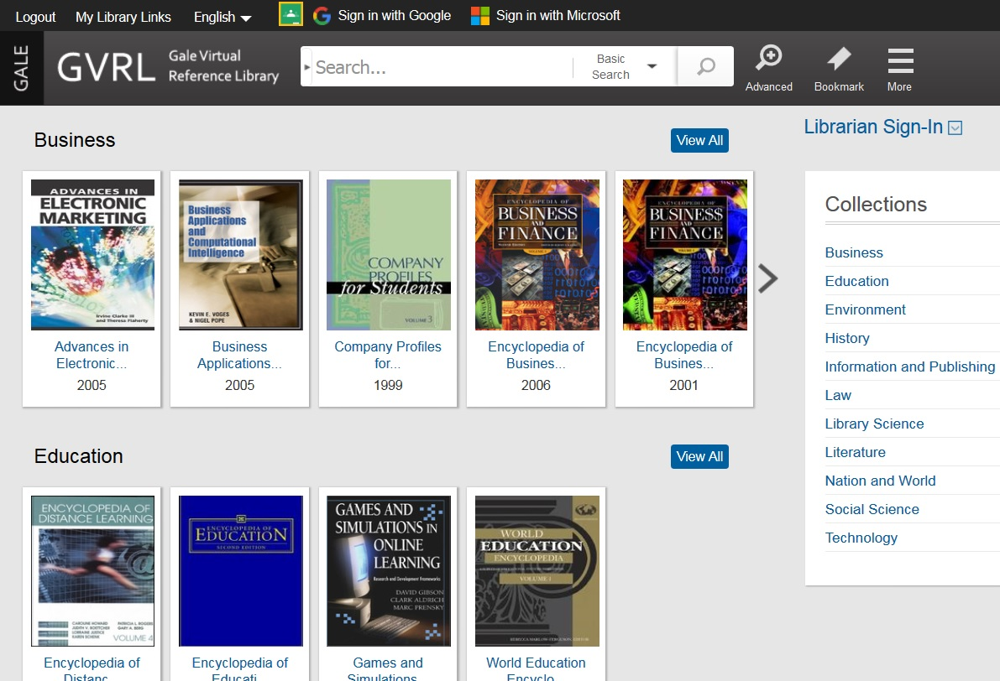 Logout My Library Links English Sign in with Google Sign in with Microsoft
GALE
GVRL Gale Virtual
Reference Library
Search...
Basic
Search
Advanced Bookmark More
Business View All
Librarian Sign-In
ADVANCES IN
ELECTRONIC
MARKETING
Irvine Clarke III
and Theresa Flaherty
Advances in
Electronic...
2005
Business
Applications
and
Computational
Intelligence
KEVIN E. VOGES
& NIGEL POPE
Business
Applications...
2005
COMPANY
PROFILES
for Students
VOLUME 3
Company Profiles
for...
1999
ENCYCLOPEDIA OF
BUSINESS
AND
FINANCE
Encyclopedia of
Busines...
2006
ENCYCLOPEDIA OF
BUSINE$$
AND
FINANCE
Encyclopedia of
Busines...
2001
Collections
Business
Education
Environment
History
Information and Publishing
Law
Library Science
Literature
Nation and World
Social Science
Technology
Education View All
ENCYCLOPEDIA OF
DISTANCE LEARNING
CAROLINE HOWARD
JUDITH V. BOETTCHER
LORRAINE JUSTICE
KAREN SCHENK
PATRICIA L. ROGERS
GARY A. BERG
VOLUME 4
Encyclopedia of
Distanc...
ENCYCLOPEDIA OF
EDUCATION
SECOND EDITION
Encyclopedia of
Educati...
GAMES AND
SIMULATIONS IN
ONLINE
LEARNING
Research and Development Frameworks
DAVID GIBSON
CLARK ALDRICH
MARC PRENSKY
Games and
Simulations...
WORLD
EDUCATION
ENCYCLOPEDIA
VOLUME 1
REBECCA MARLOW-FERGUSON, EDITOR
World Education
Encyclo...